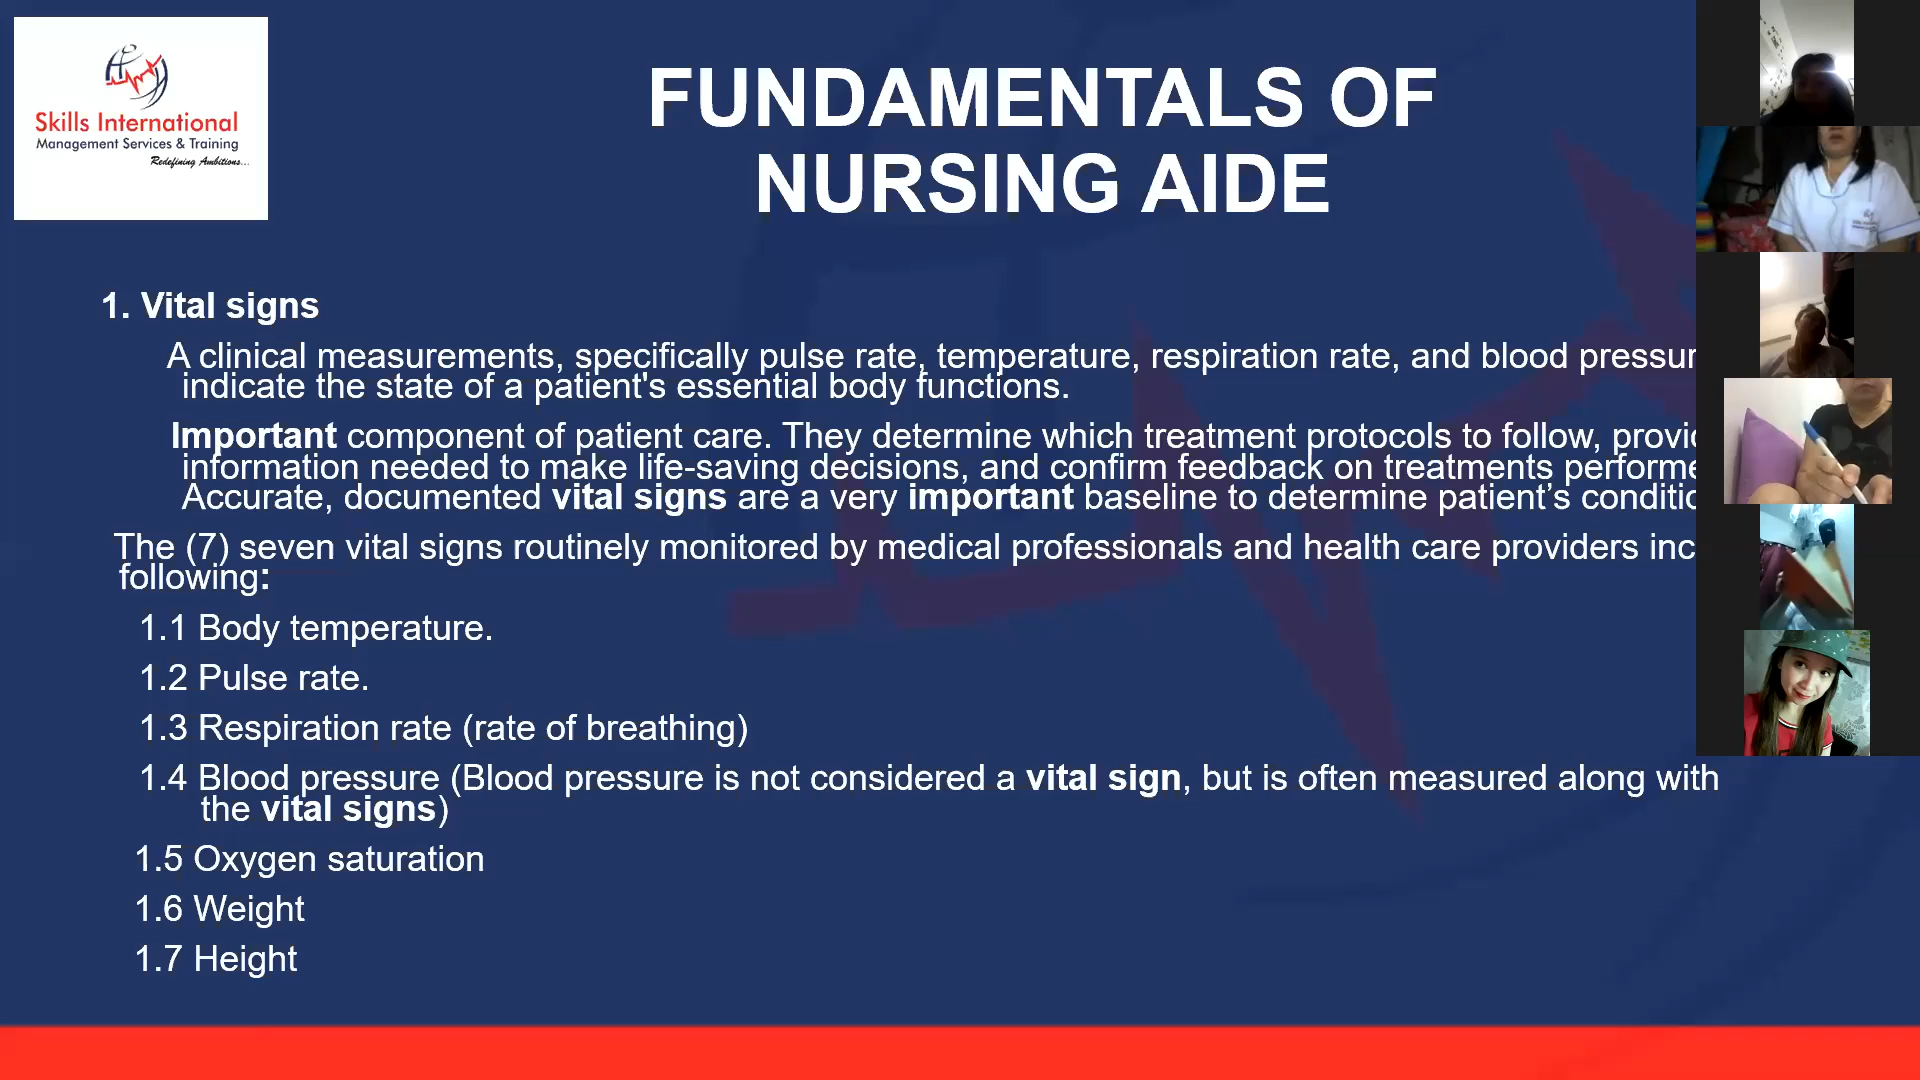 Skills International
Management Services & Training
Redefining Ambitions...
FUNDAMENTALS OF
NURSING AIDE
1. Vital signs
A clinical measurements, specifically pulse rate, temperature, respiration rate, and blood
indicate the state of a patient's essential body functions.
Important component of patient care. They determine which treatment protocols to follow,
information needed to make life-saving decisions, and confirm feedback on treatments
Accurate, documented vital signs are a very important baseline to determine patient’s
The (7) seven vital signs routinely monitored by medical professionals and health care providers
following:
1.1 Body temperature.
1.2 Pulse rate.
1.3 Respiration rate (rate of breathing)
1.4 Blood pressure (Blood pressure is not considered a vital sign, but is often measured along with
the vital signs)
1.5 Oxygen saturation
1.6 Weight
1.7 Height